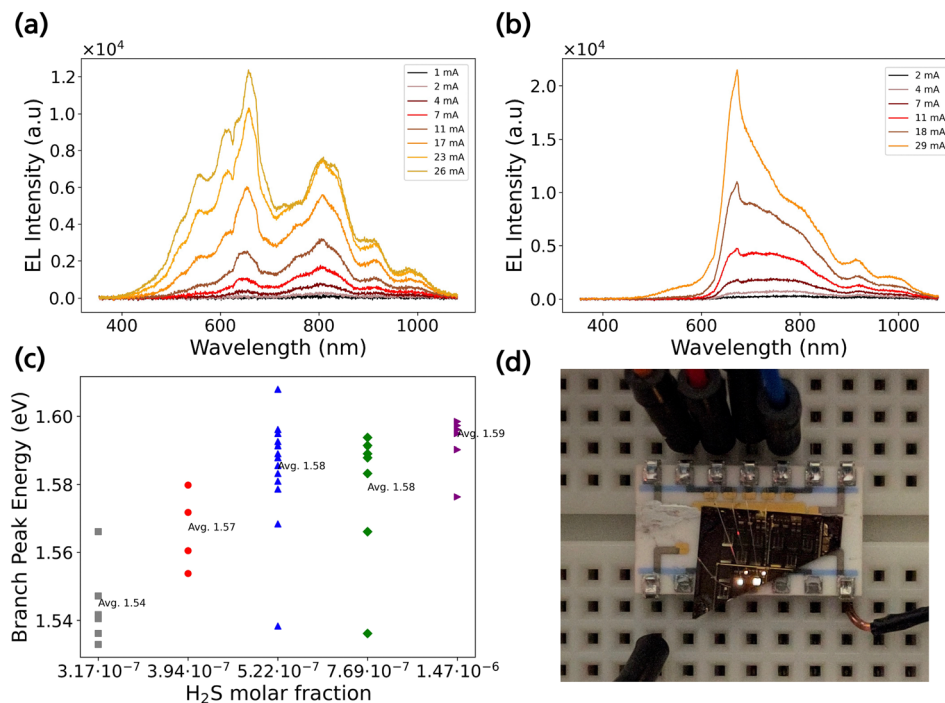 (a)
×10⁴
EL Intensity (a.u)
1.2
1.0
0.8
0.6
0.4
0.2
0.0
400
600
800
1000
Wavelength (nm)
1 mA
2 mA
4 mA
7 mA
11 mA
17 mA
23 mA
26 mA
(b)
×10⁴
EL Intensity (a.u)
2.0
1.5
1.0
0.5
0.0
400
600
800
1000
Wavelength (nm)
2 mA
4 mA
7 mA
11 mA
18 mA
29 mA
(c)
Branch Peak Energy (eV)
1.60
1.58
1.56
1.54
Avg. 1.54
Avg. 1.57
Avg. 1.58
Avg. 1.58
Avg. 1.59
3.17·10⁻⁷
3.94·10⁻⁷
5.22·10⁻⁷
7.69·10⁻⁷
1.47·10⁻⁶
H₂S molar fraction
(d)